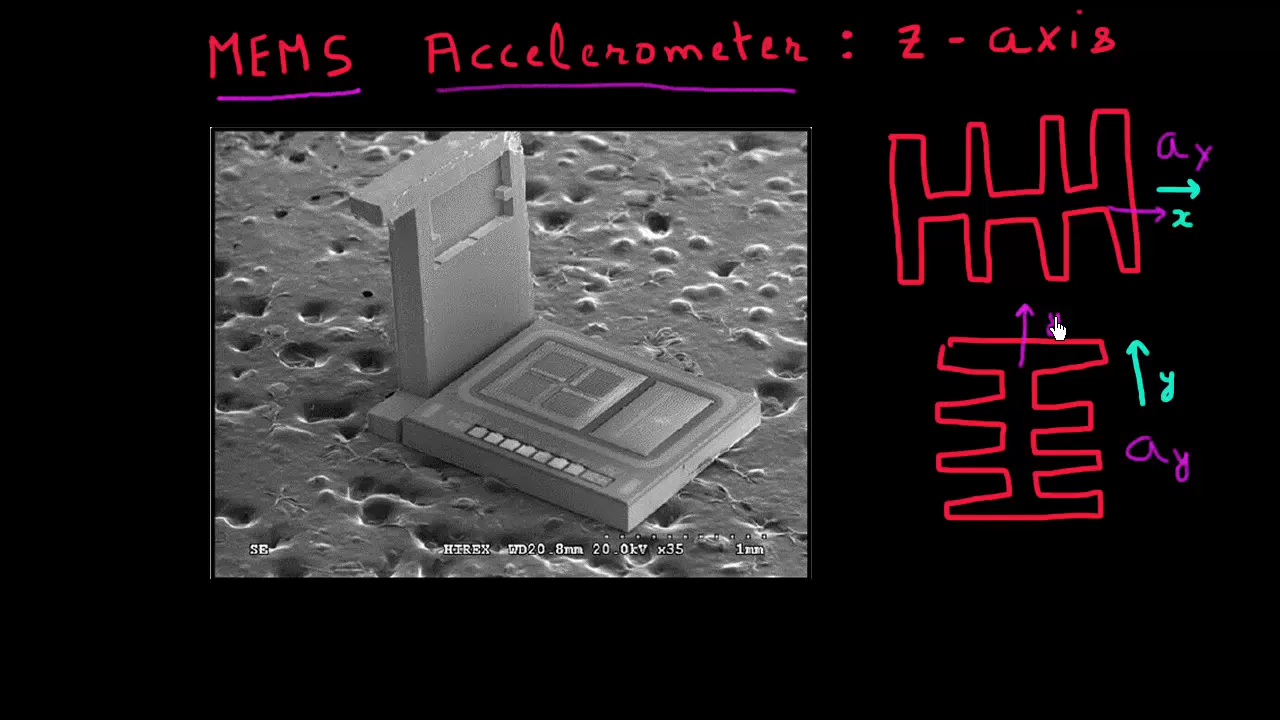 MEMS Accelerometer : z-axis
ax
x
y
ay
SE HIREX WD20.8mm 20.0kV x35 1mm